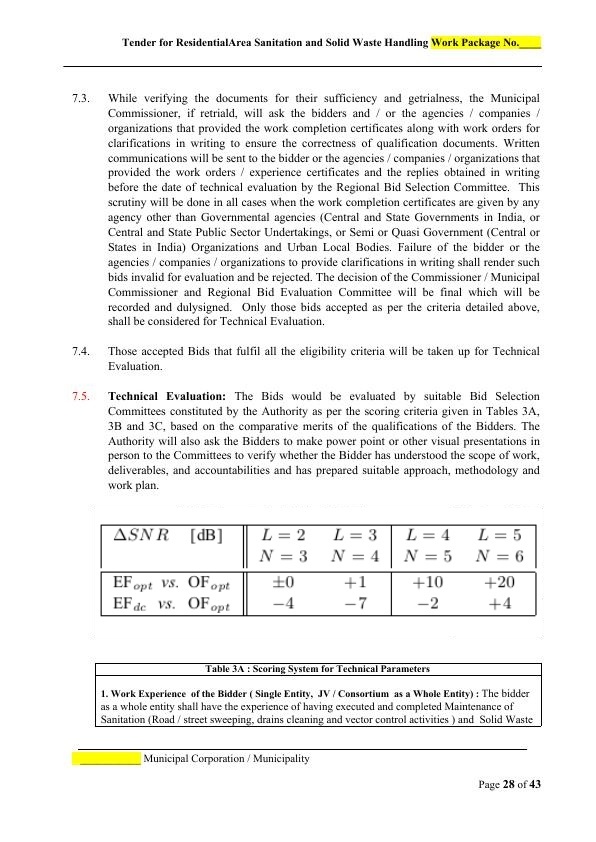 Tender for ResidentialArea Sanitation and Solid Waste Handling Work Package No.____
7.3. While verifying the documents for their sufficiency and getrialness, the Municipal
Commissioner, if retriald, will ask the bidders and / or the agencies / companies /
organizations that provided the work completion certificates along with work orders for
clarifications in writing to ensure the correctness of qualification documents. Written
communications will be sent to the bidder or the agencies / companies / organizations that
provided the work orders / experience certificates and the replies obtained in writing
before the date of technical evaluation by the Regional Bid Selection Committee. This
scrutiny will be done in all cases when the work completion certificates are given by any
agency other than Governmental agencies (Central and State Governments in India, or
Central and State Public Sector Undertakings, or Semi or Quasi Government (Central or
States in India) Organizations and Urban Local Bodies. Failure of the bidder or the
agencies / companies / organizations to provide clarifications in writing shall render such
bids invalid for evaluation and be rejected. The decision of the Commissioner / Municipal
Commissioner and Regional Bid Evaluation Committee will be final which will be
recorded and dulysigned. Only those bids accepted as per the criteria detailed above,
shall be considered for Technical Evaluation.
7.4. Those accepted Bids that fulfil all the eligibility criteria will be taken up for Technical
Evaluation.
7.5. Technical Evaluation: The Bids would be evaluated by suitable Bid Selection
Committees constituted by the Authority as per the scoring criteria given in Tables 3A,
3B and 3C, based on the comparative merits of the qualifications of the Bidders. The
Authority will also ask the Bidders to make power point or other visual presentations in
person to the Committees to verify whether the Bidder has understood the scope of work,
deliverables, and accountabilities and has prepared suitable approach, methodology and
work plan.
ΔSNR [dB] L = 2 L = 3 L = 4 L = 5
N = 3 N = 4 N = 5 N = 6
EFopt vs. OFopt ±0 +1 +10 +20
EFdc vs. OFopt −4 −7 −2 +4
Table 3A : Scoring System for Technical Parameters
1. Work Experience of the Bidder ( Single Entity, JV / Consortium as a Whole Entity) : The bidder
as a whole entity shall have the experience of having executed and completed Maintenance of
Sanitation (Road / street sweeping, drains cleaning and vector control activities ) and Solid Waste
___________ Municipal Corporation / Municipality
Page 28 of 43